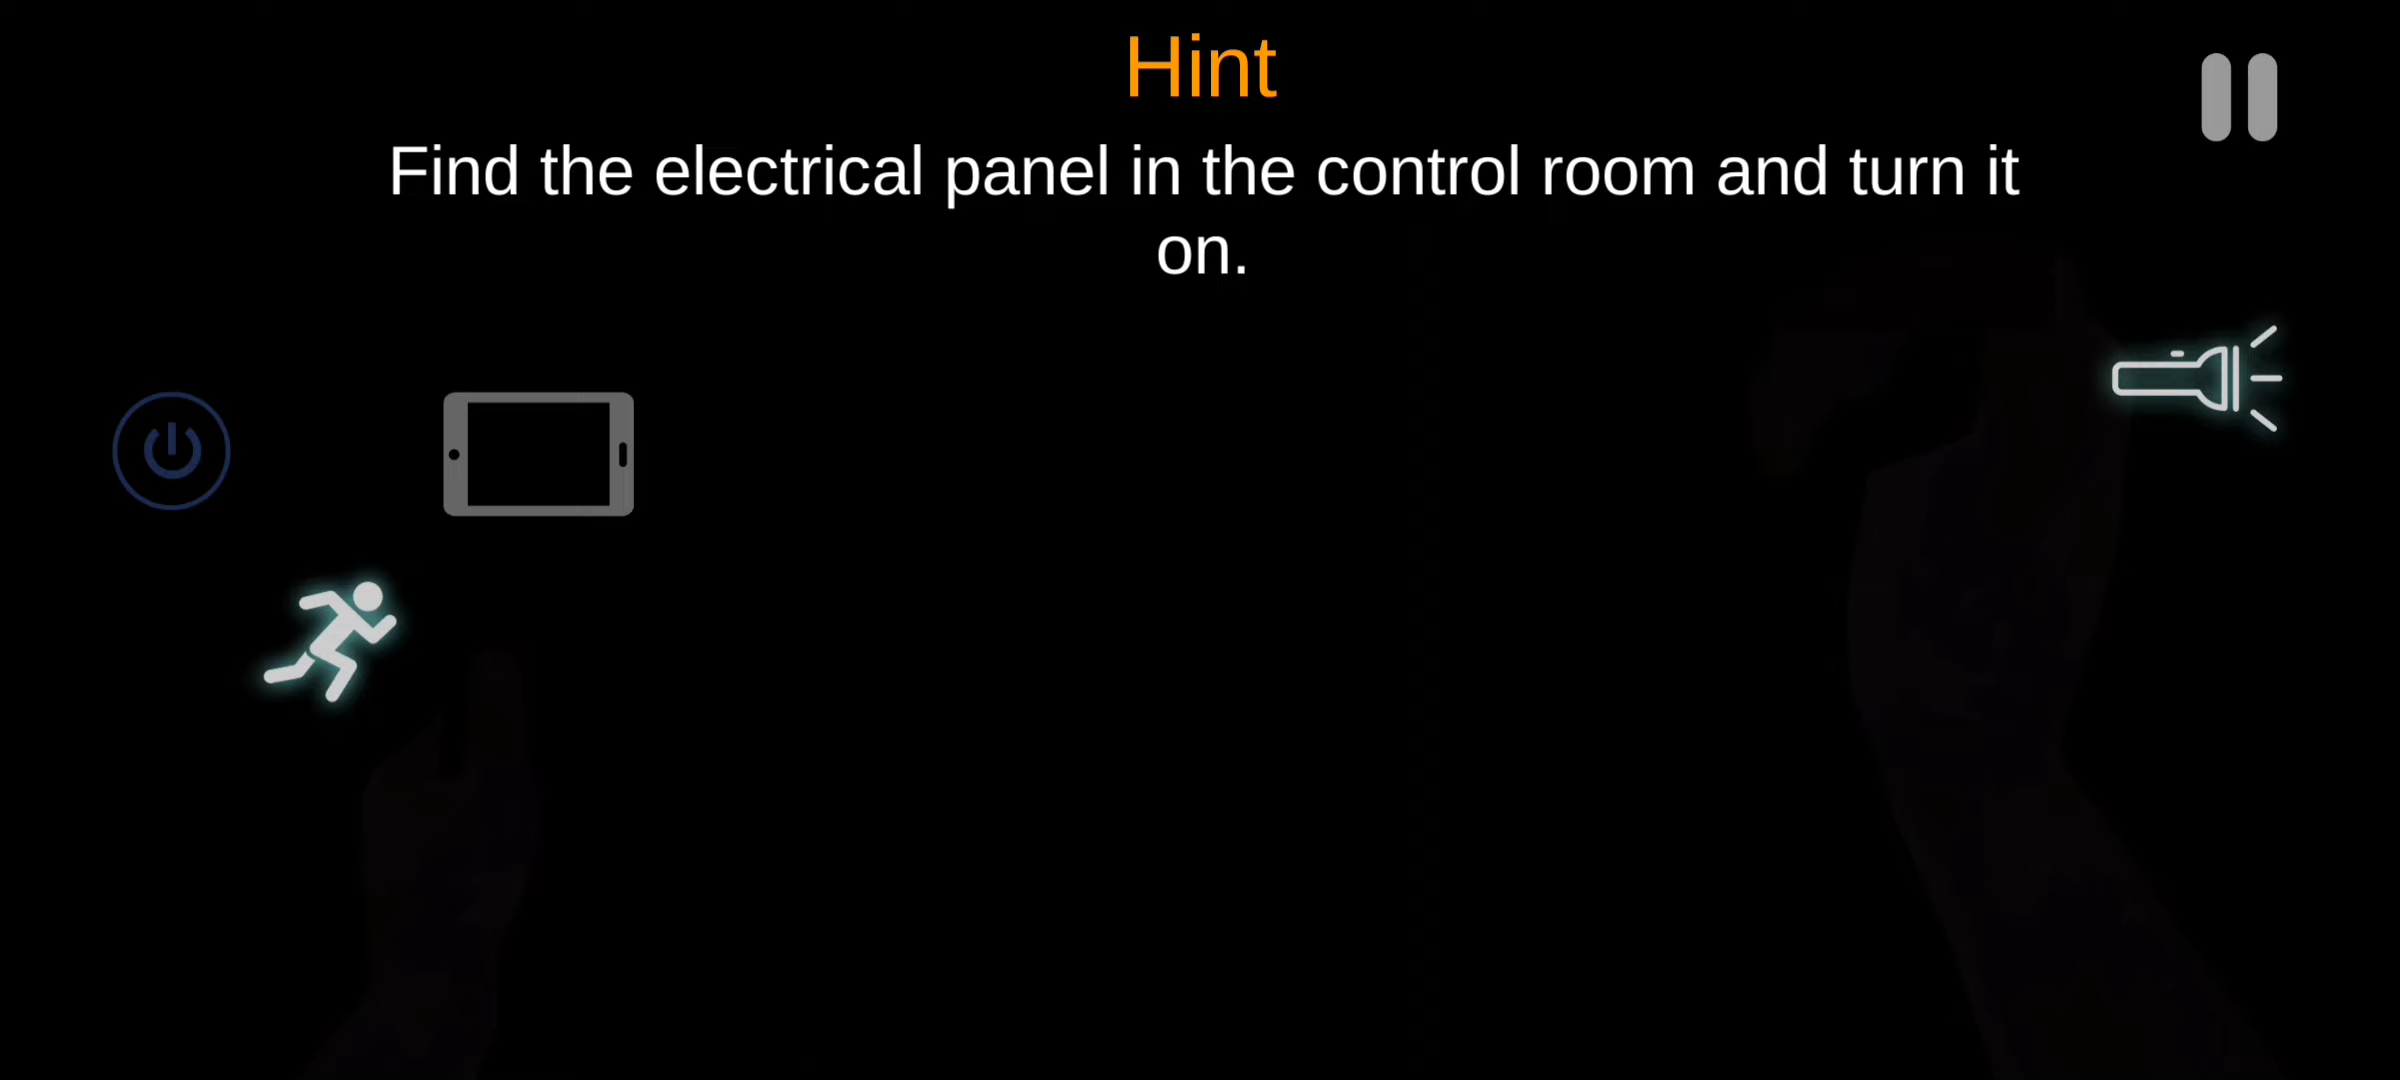 Hint
Find the electrical panel in the control room and turn it
on.